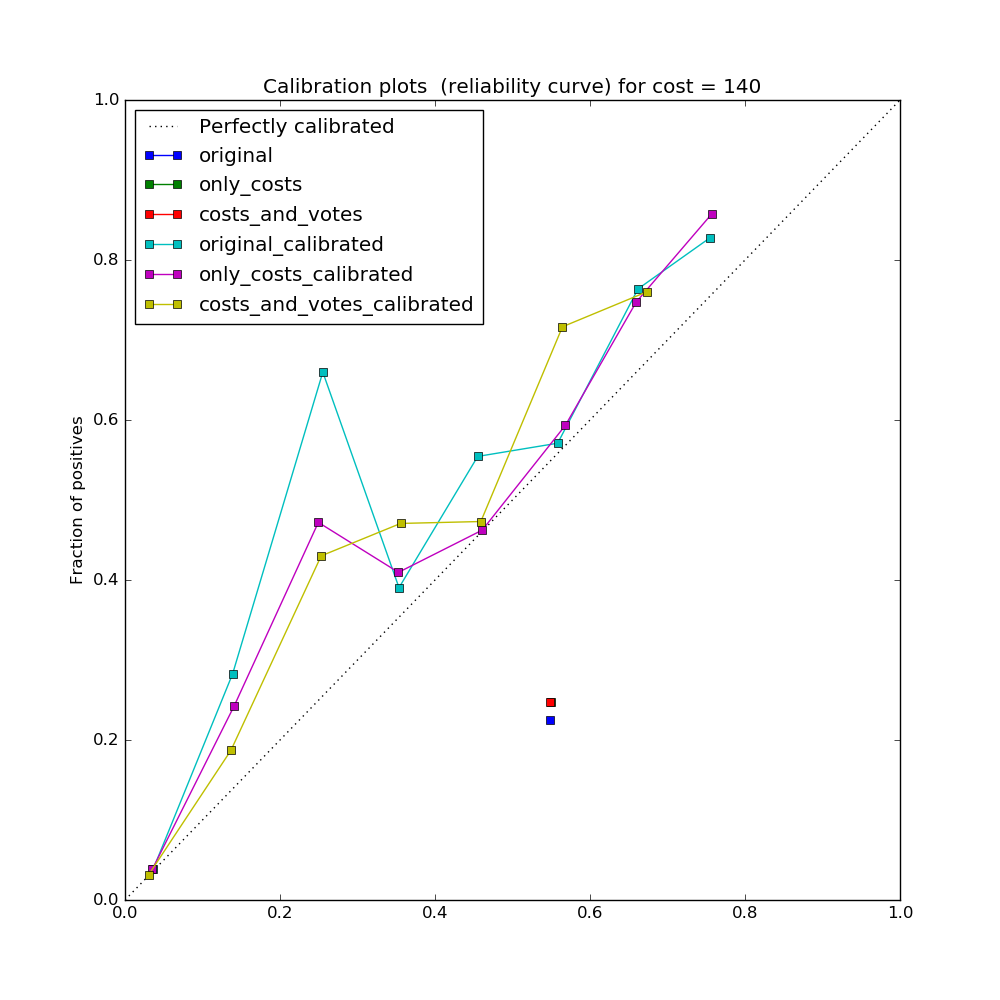 Calibration plots  (reliability curve) for cost = 140
1.0
Perfectly calibrated
original
only_costs
costs_and_votes
original_calibrated
only_costs_calibrated
costs_and_votes_calibrated
0.8
0.6
Fraction of positives
0.4
0.2
0.0
0.0 0.2 0.4 0.6 0.8 1.0